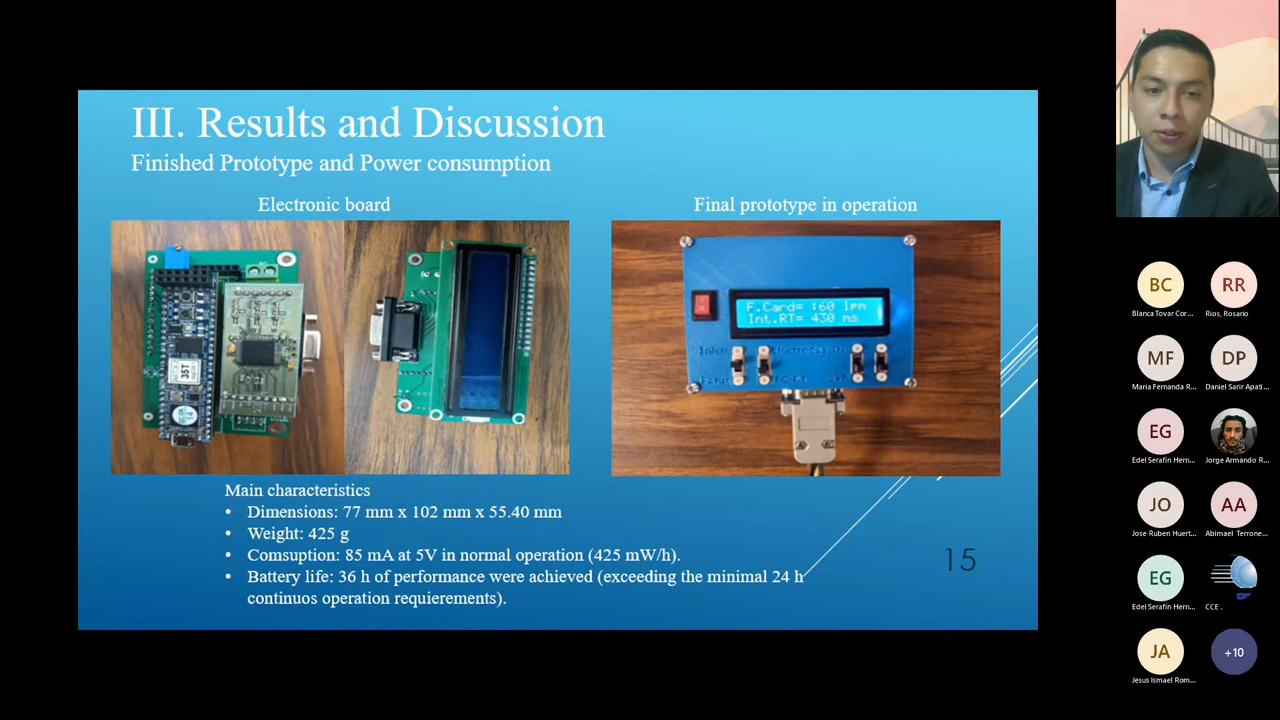 III. Results and Discussion
Finished Prototype and Power consumption
Electronic board
Final prototype in operation
35T
F.Card= :60 lpm
Int.RT= 430 ms
Main characteristics
• Dimensions: 77 mm x 102 mm x 55.40 mm
• Weight: 425 g
• Comsuption: 85 mA at 5V in normal operation (425 mW/h).
• Battery life: 36 h of performance were achieved (exceeding the minimal 24 h
continuos operation requierements).
15
BC
Blanca Tovar Cor...
RR
Rios, Rosario
MF
Maria Fernanda R...
DP
Daniel Sarir Apati...
EG
Edel Serafín Hern...
Jorge Armando R...
JO
Jose Ruben Huert...
AA
Abimael Terrone...
EG
Edel Serafín Hern...
CCE .
JA
Jesus Ismael Rom...
+10